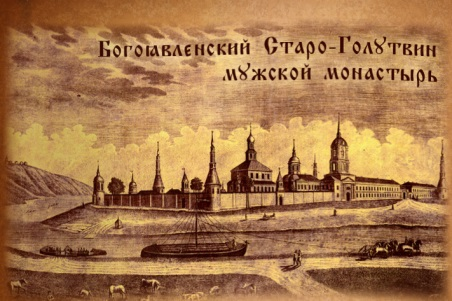 Богоявленский Старо-Голутвин
мужской монастырь